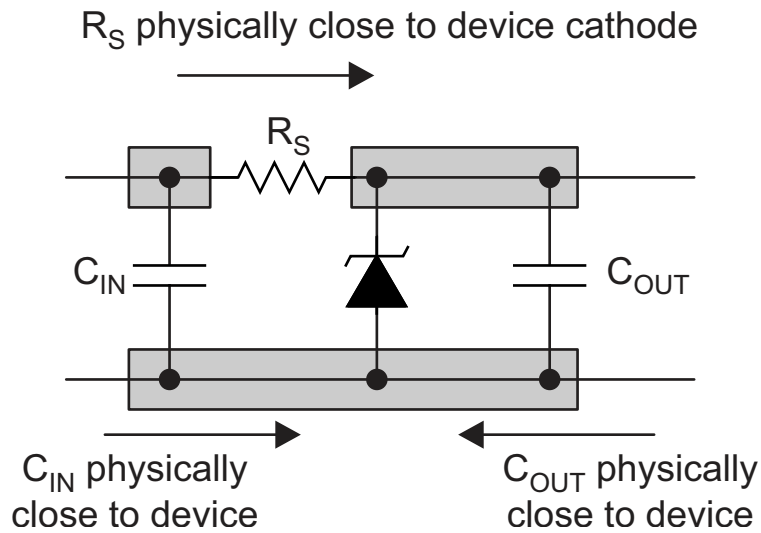 R_S physically close to device cathode
R_S
C_IN
C_OUT
C_IN physically
close to device
C_OUT physically
close to device